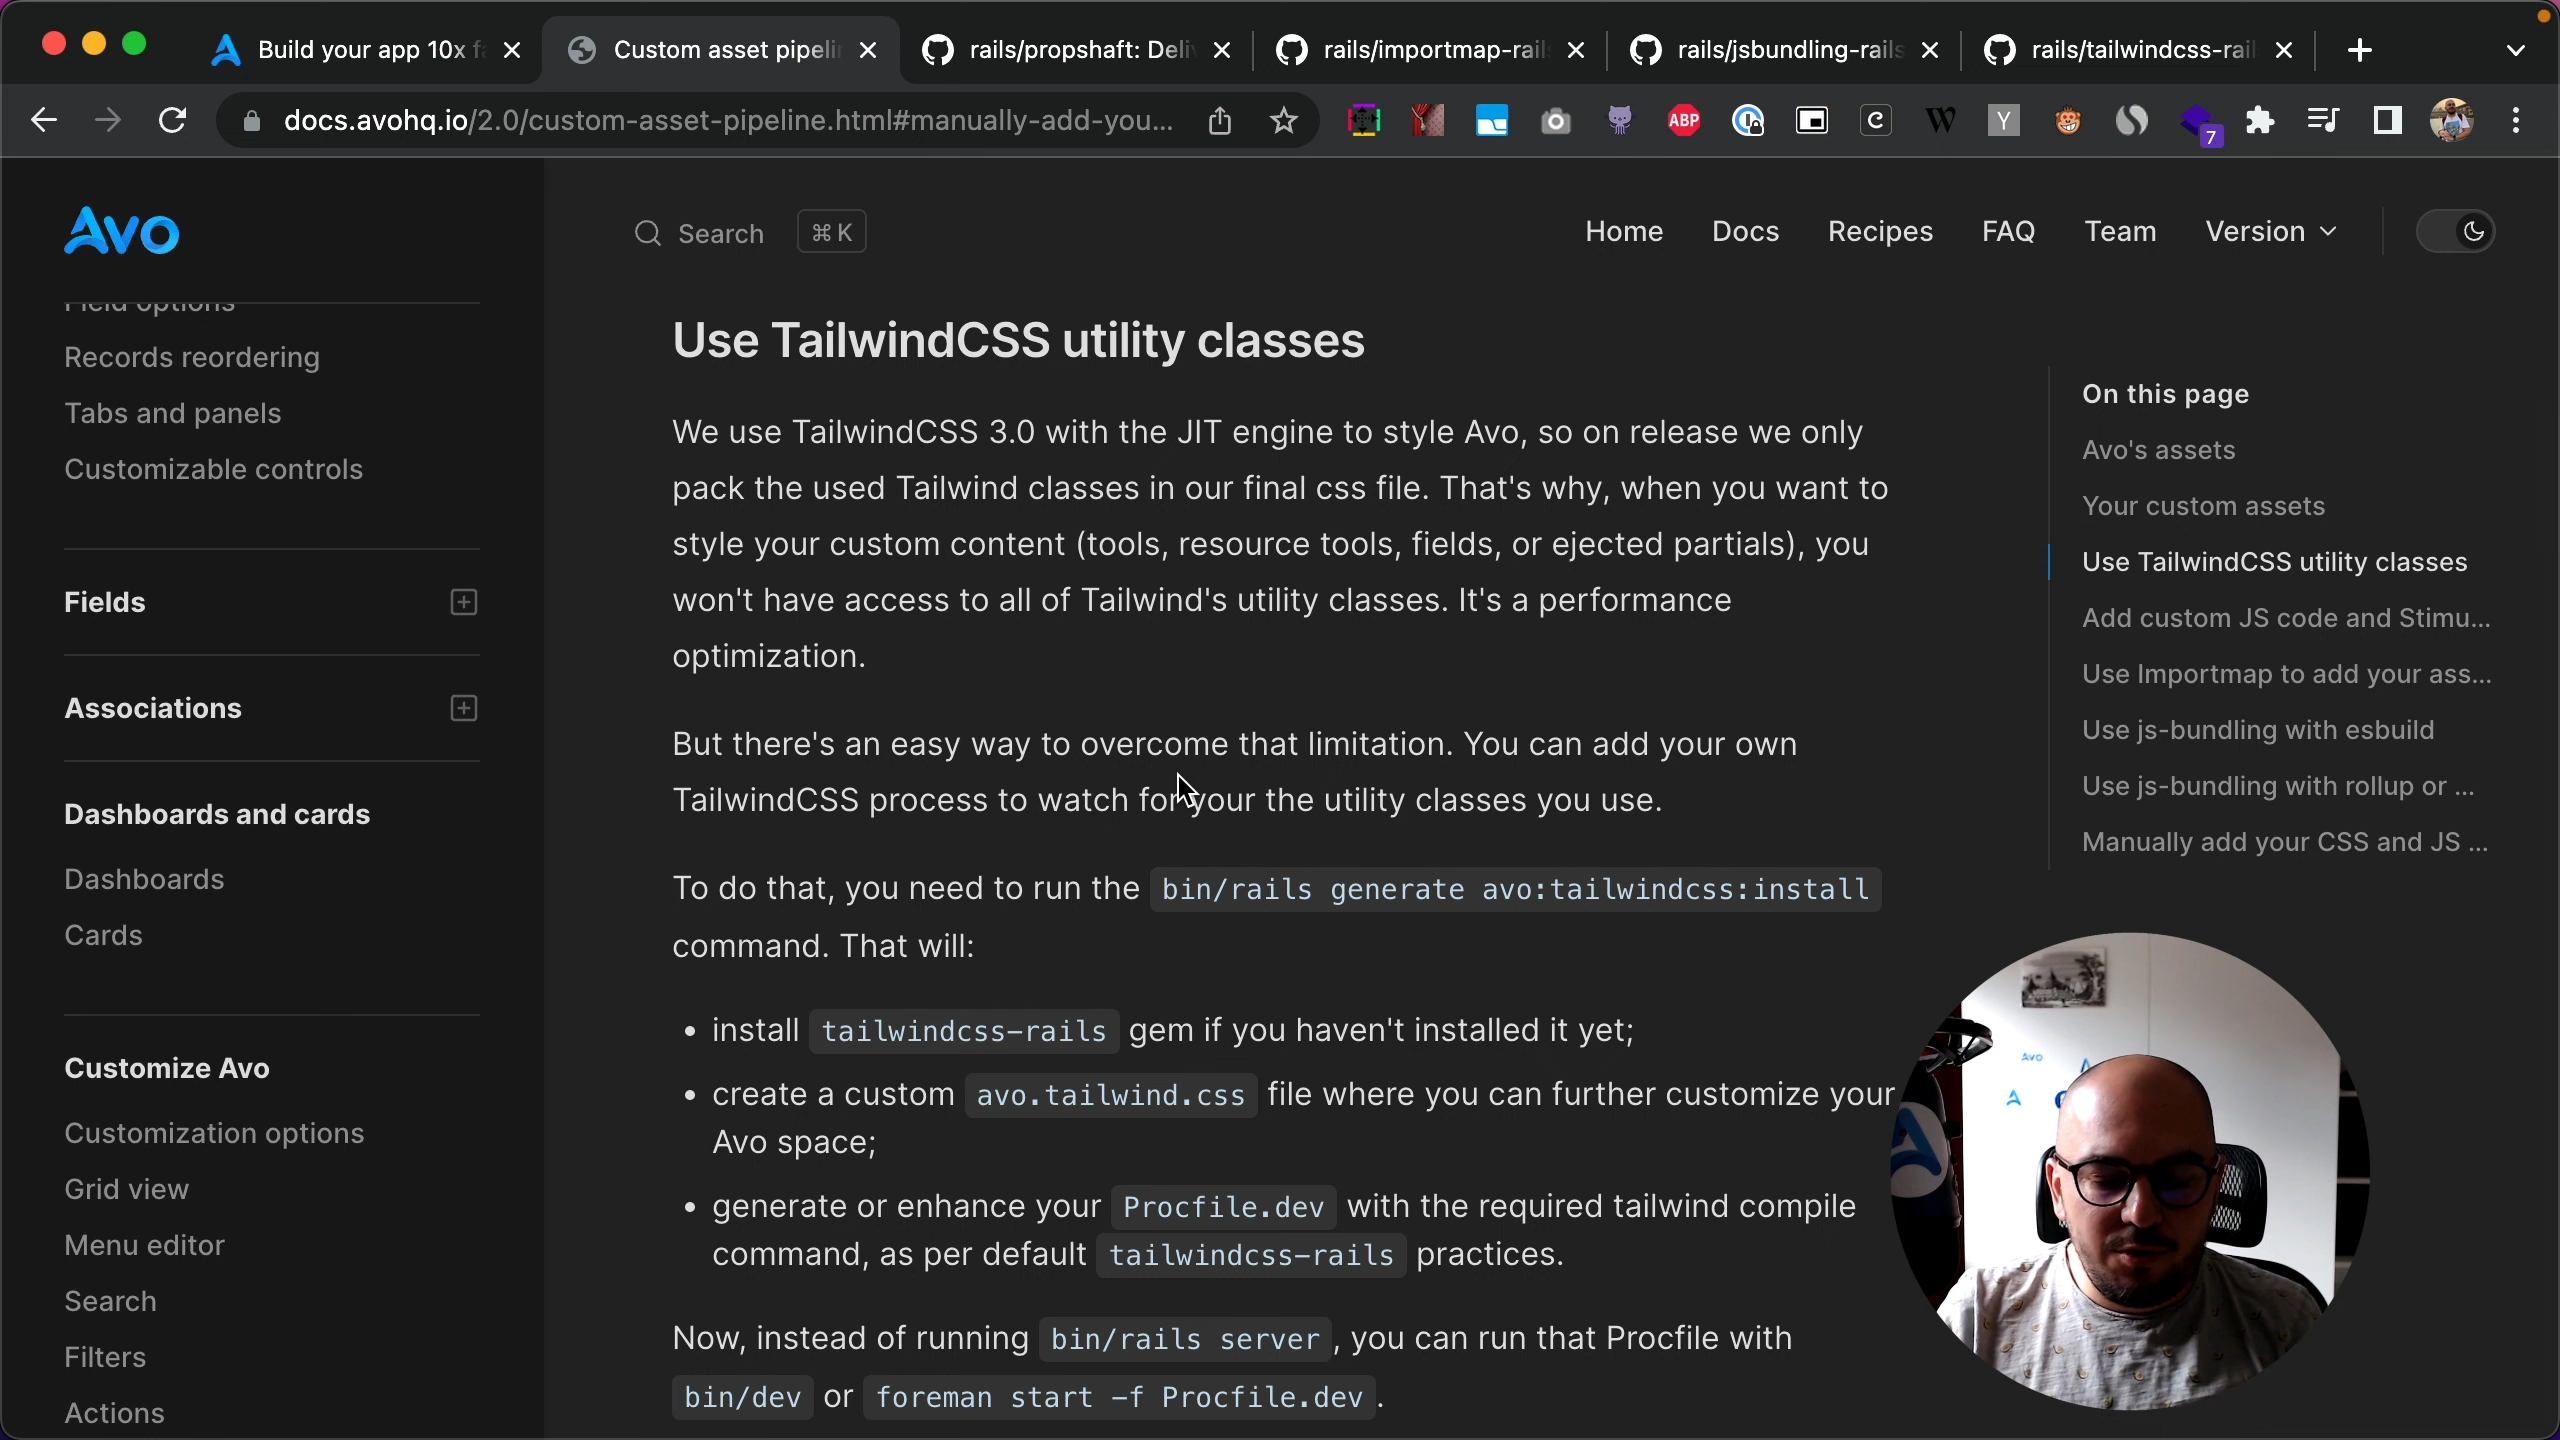 Build your app 10x fa
Custom asset pipelin
rails/propshaft: Deliv
rails/importmap-rails
rails/jsbundling-rails
rails/tailwindcss-rail
docs.avohq.io/2.0/custom-asset-pipeline.html#manually-add-you...
ABP
C
W
Y
7
Avo
Search
⌘ K
Home
Docs
Recipes
FAQ
Team
Version
Field options
Records reordering
Tabs and panels
Customizable controls
Fields
Associations
Dashboards and cards
Dashboards
Cards
Customize Avo
Customization options
Grid view
Menu editor
Search
Filters
Actions
Use TailwindCSS utility classes
We use TailwindCSS 3.0 with the JIT engine to style Avo, so on release we only
pack the used Tailwind classes in our final css file. That's why, when you want to
style your custom content (tools, resource tools, fields, or ejected partials), you
won't have access to all of Tailwind's utility classes. It's a performance
optimization.
But there's an easy way to overcome that limitation. You can add your own
TailwindCSS process to watch for your the utility classes you use.
To do that, you need to run the bin/rails generate avo:tailwindcss:install
command. That will:
• install tailwindcss-rails gem if you haven't installed it yet;
• create a custom avo.tailwind.css file where you can further customize your
Avo space;
• generate or enhance your Procfile.dev with the required tailwind compile
command, as per default tailwindcss-rails practices.
Now, instead of running bin/rails server, you can run that Procfile with
bin/dev or foreman start -f Procfile.dev.
On this page
Avo's assets
Your custom assets
Use TailwindCSS utility classes
Add custom JS code and Stimu...
Use Importmap to add your ass...
Use js-bundling with esbuild
Use js-bundling with rollup or ...
Manually add your CSS and JS ...
Avo